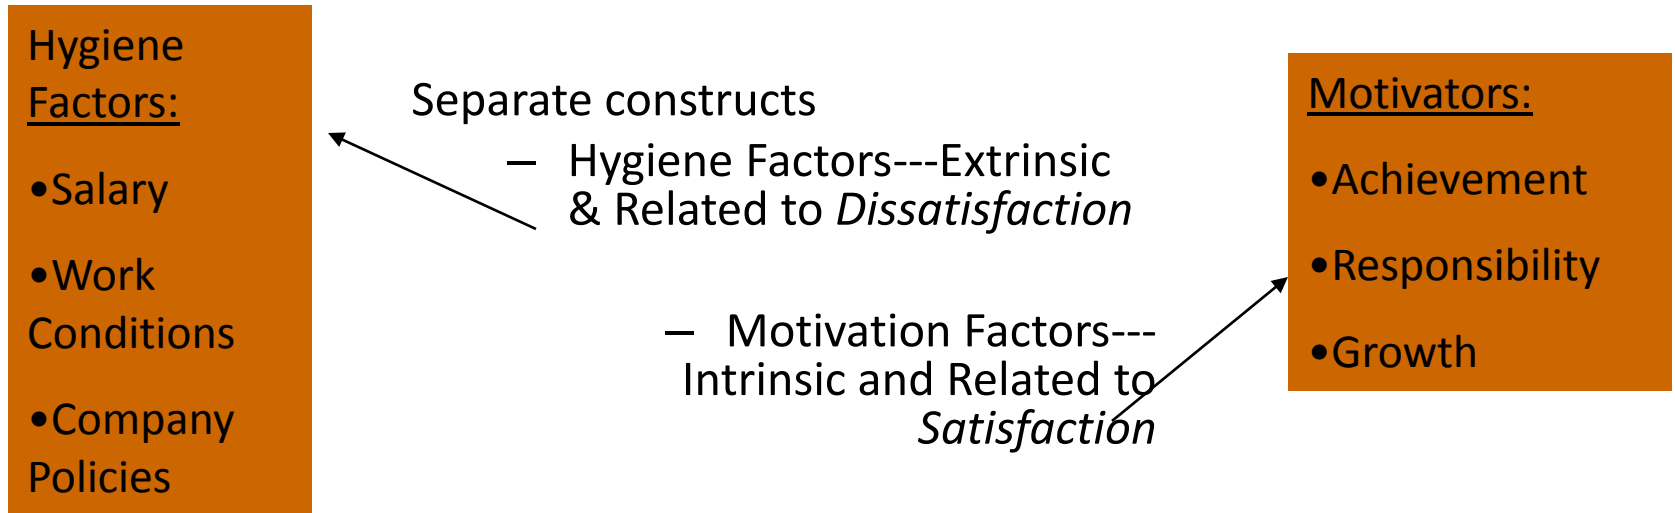 Hygiene
Factors:
•Salary
•Work
Conditions
•Company
Policies
Separate constructs
– Hygiene Factors---Extrinsic
& Related to Dissatisfaction
– Motivation Factors---
Intrinsic and Related to
Satisfaction
Motivators:
•Achievement
•Responsibility
•Growth